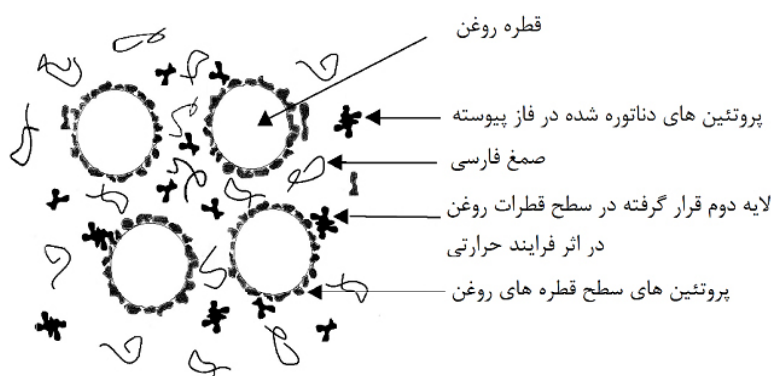 قطره روغن
پروتئین های دناتوره شده در فاز پیوسته
صمغ فارسی
لایه دوم قرار گرفته در سطح قطرات روغن
در اثر فرایند حرارتی
پروتئین های سطح قطره های روغن